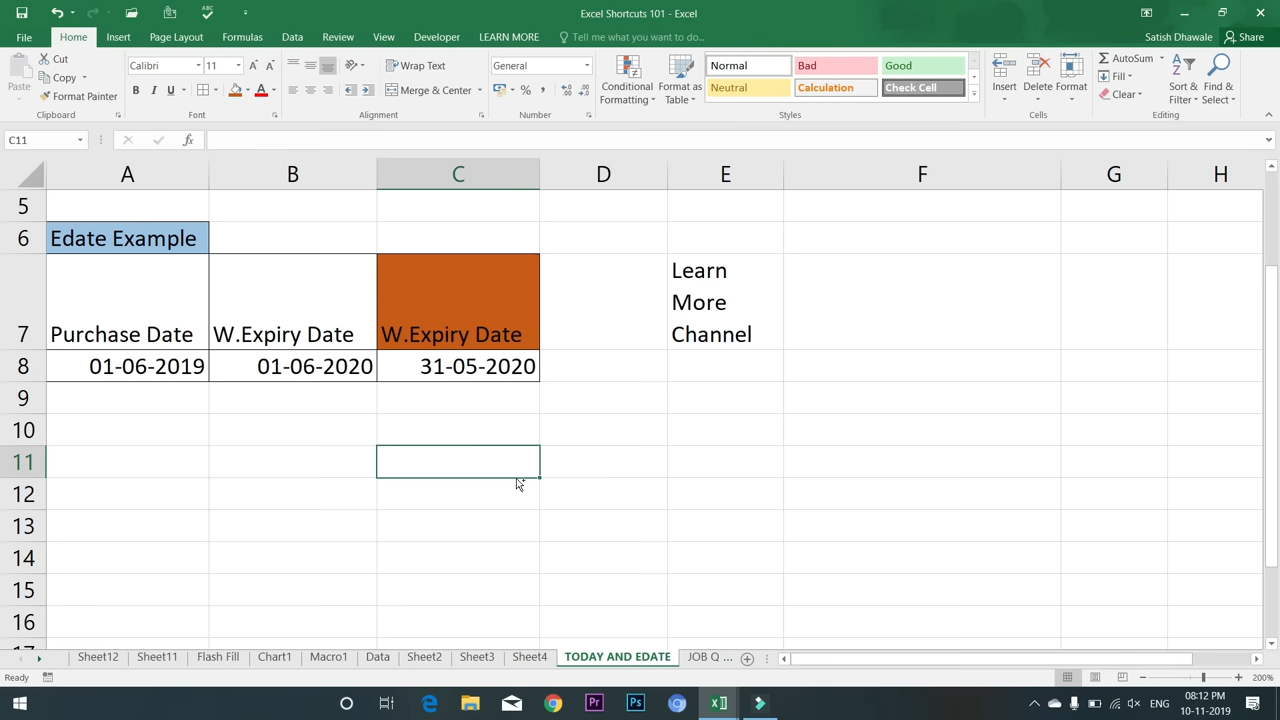 Excel Shortcuts 101 - Excel
File Home Insert Page Layout Formulas Data Review View Developer LEARN MORE Tell me what you want to do... Satish Dhawale Share
Paste
Cut
Copy
Format Painter
Clipboard
Calibri 11
B I U
Font
Wrap Text
Merge & Center
Alignment
General
%
Number
Conditional Formatting
Format as Table
Normal Bad Good
Neutral Calculation Check Cell
Styles
Insert Delete Format
Cells
AutoSum
Fill
Clear
Sort & Filter
Find & Select
Editing
C11 fx
A B C D E F G H
5
6 Edate Example
7 Purchase Date W.Expiry Date W.Expiry Date Learn
More
Channel
8 01-06-2019 01-06-2020 31-05-2020
9
10
11
12
13
14
15
16
17
Sheet12 Sheet11 Flash Fill Chart1 Macro1 Data Sheet2 Sheet3 Sheet4 TODAY AND EDATE JOB Q ...
Ready 200%
Pr Ps ENG 08:12 PM
10-11-2019